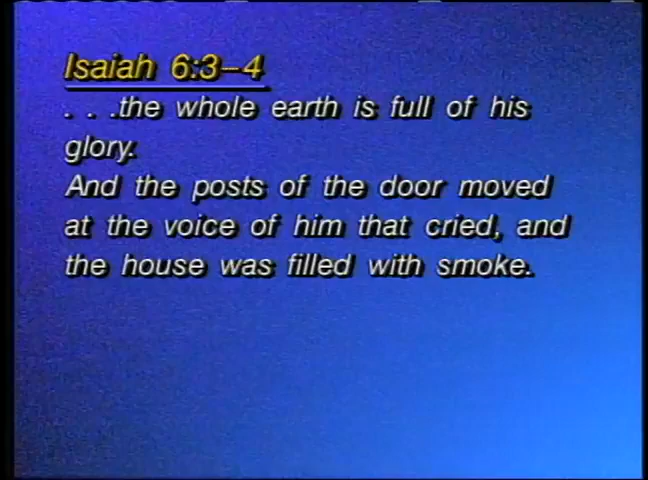 Isaiah 6:3–4
. . .the whole earth is full of his
glory.
And the posts of the door moved
at the voice of him that cried, and
the house was filled with smoke.